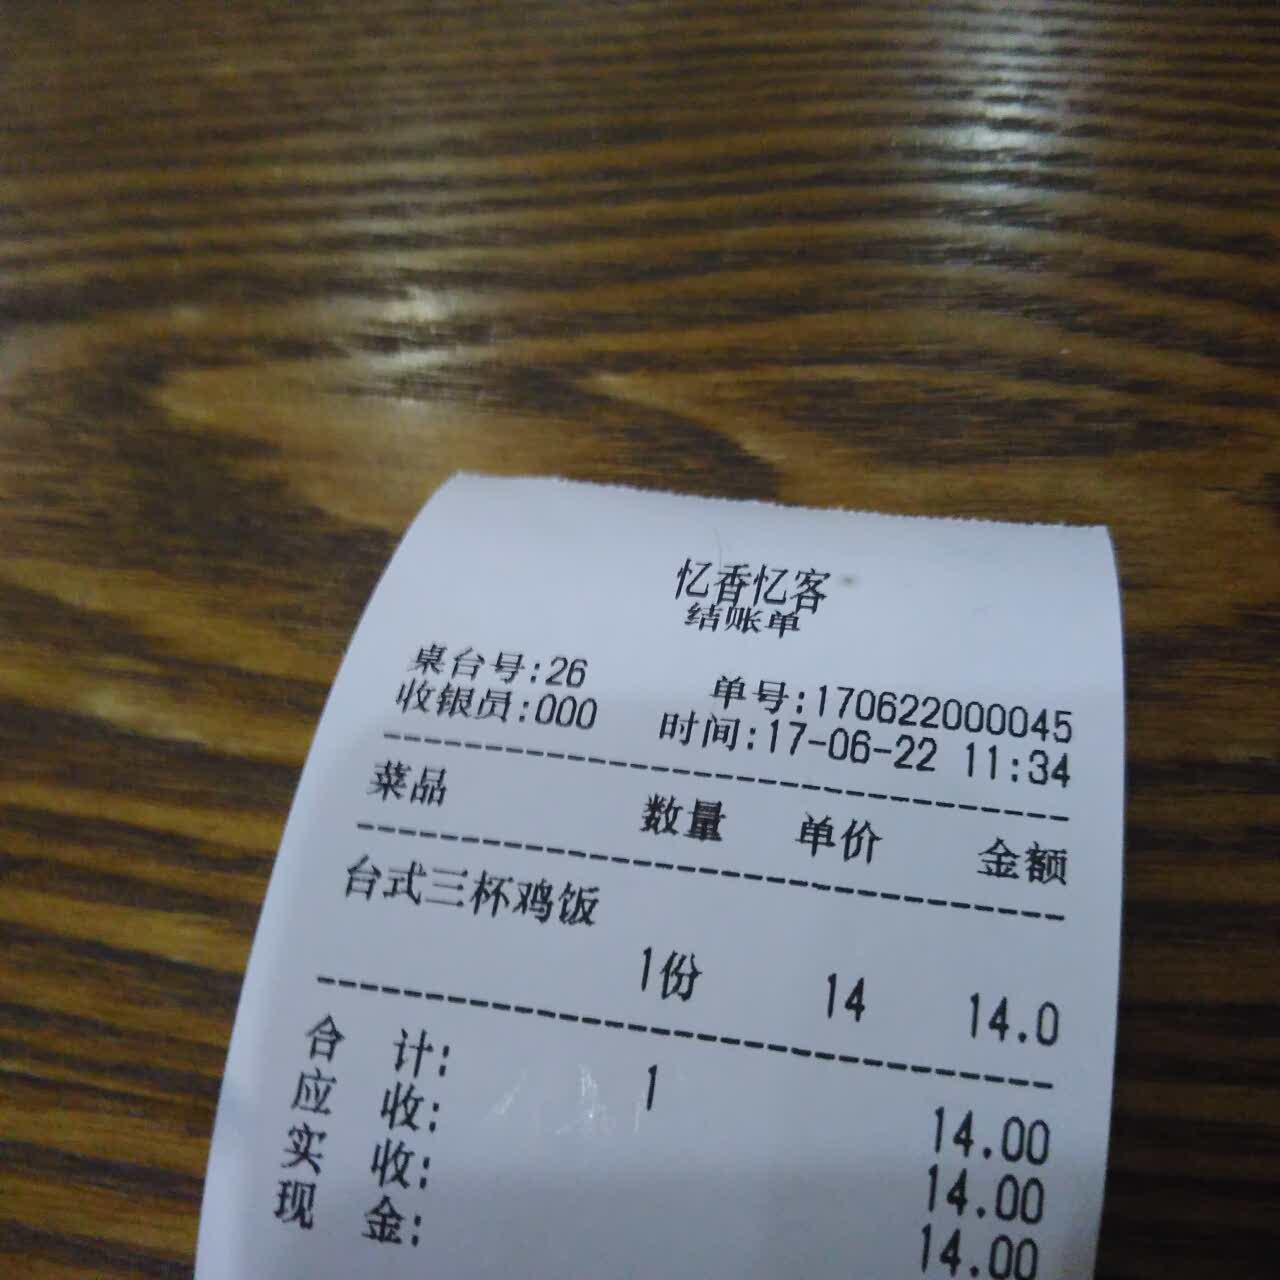 忆香忆客
结账单
桌台号:26 单号:170622000045
收银员:000 时间:17-06-22 11:34
菜品 数量 单价 金额
台式三杯鸡饭
1份 14 14.0
合 计: 1 14.00
应 收: 14.00
实 收: 14.00
现 金: